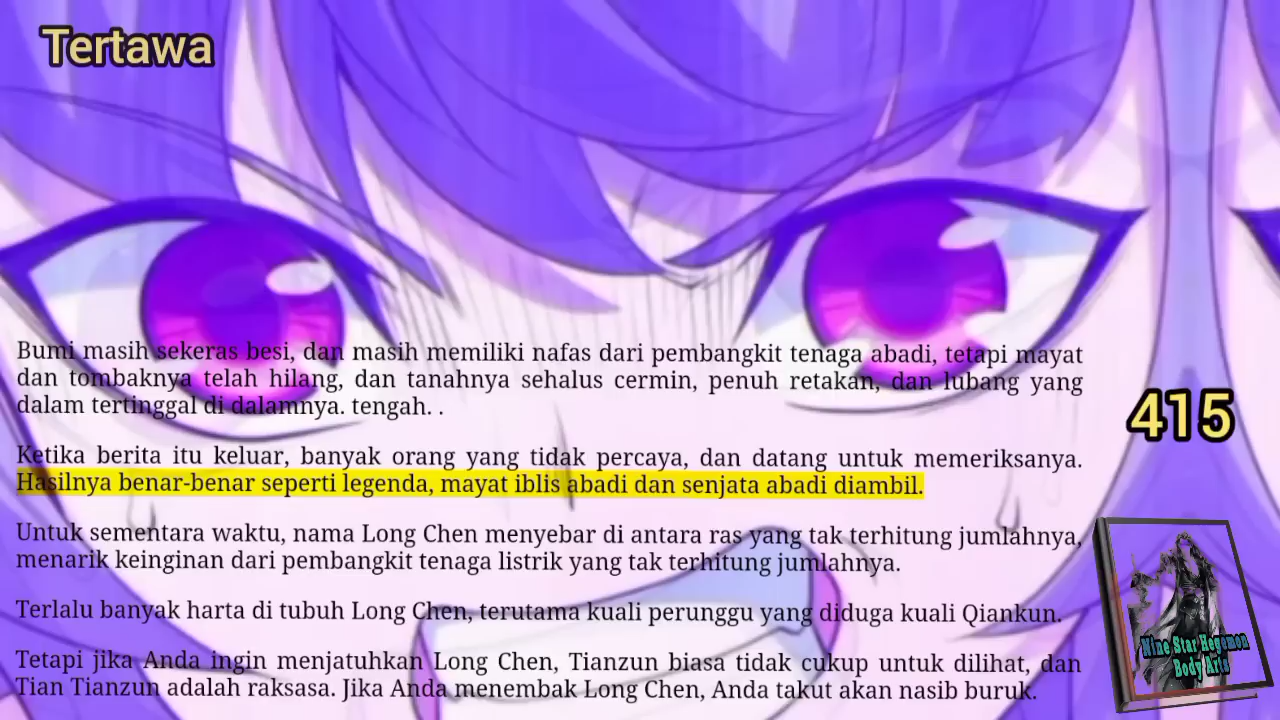 Tertawa
Bumi masih sekeras besi, dan masih memiliki nafas dari pembangkit tenaga abadi, tetapi mayat
dan tombaknya telah hilang, dan tanahnya sehalus cermin, penuh retakan, dan lubang yang
dalam tertinggal di dalamnya. tengah. .
415
Ketika berita itu keluar, banyak orang yang tidak percaya, dan datang untuk memeriksanya.
Hasilnya benar-benar seperti legenda, mayat iblis abadi dan senjata abadi diambil.
Untuk sementara waktu, nama Long Chen menyebar di antara ras yang tak terhitung jumlahnya,
menarik keinginan dari pembangkit tenaga listrik yang tak terhitung jumlahnya.
Terlalu banyak harta di tubuh Long Chen, terutama kuali perunggu yang diduga kuali Qiankun.
Tetapi jika Anda ingin menjatuhkan Long Chen, Tianzun biasa tidak cukup untuk dilihat, dan
Tian Tianzun adalah raksasa. Jika Anda menembak Long Chen, Anda takut akan nasib buruk.
Nine Star Hegemon
Body Arts